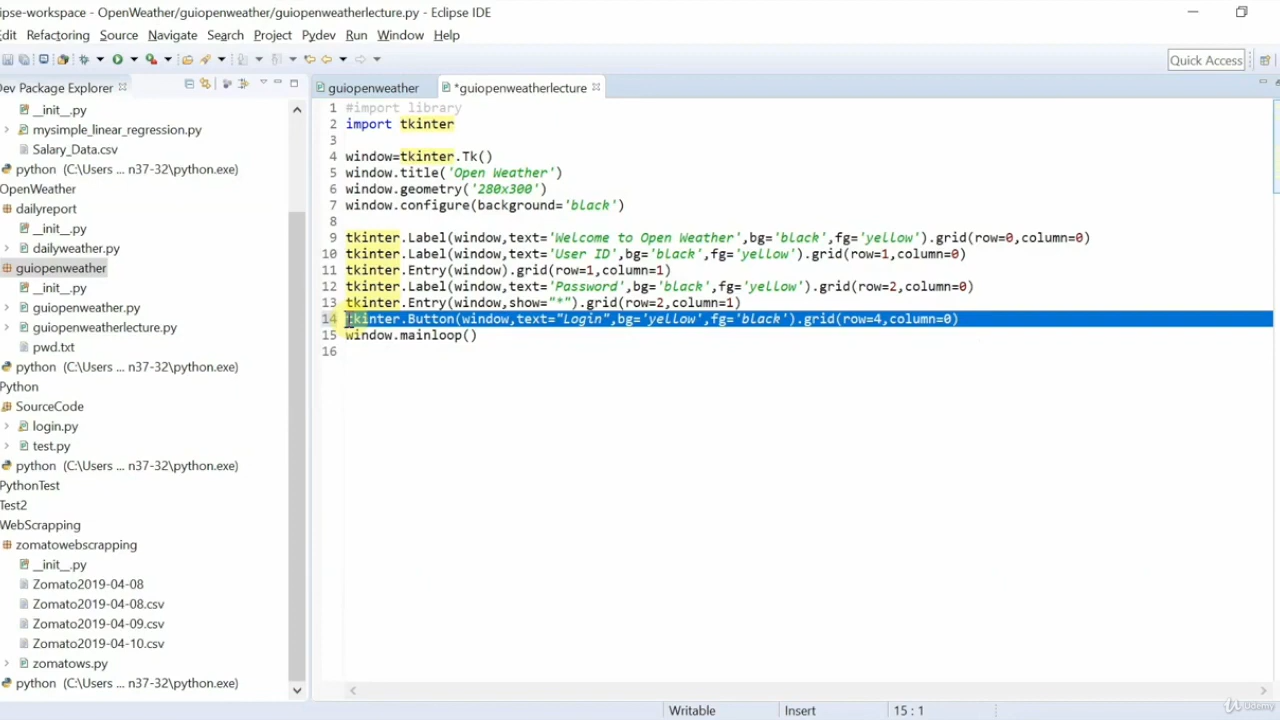 ipse-workspace - OpenWeather/guiopenweather/guiopenweatherlecture.py - Eclipse IDE
Edit Refactoring Source Navigate Search Project Pydev Run Window Help
Quick Access
Dev Package Explorer
guiopenweather
*guiopenweatherlecture
__init__.py
mysimple_linear_regression.py
Salary_Data.csv
python (C:\Users ... n37-32\python.exe)
OpenWeather
dailyreport
__init__.py
dailyweather.py
guiopenweather
__init__.py
guiopenweather.py
guiopenweatherlecture.py
pwd.txt
python (C:\Users ... n37-32\python.exe)
Python
SourceCode
login.py
test.py
python (C:\Users ... n37-32\python.exe)
PythonTest
Test2
WebScrapping
zomatowebscrapping
__init__.py
Zomato2019-04-08
Zomato2019-04-08.csv
Zomato2019-04-09.csv
Zomato2019-04-10.csv
zomatows.py
python (C:\Users ... n37-32\python.exe)
1 #import library
2 import tkinter
3
4 window=tkinter.Tk()
5 window.title('Open Weather')
6 window.geometry('280x300')
7 window.configure(background='black')
8
9 tkinter.Label(window,text='Welcome to Open Weather',bg='black',fg='yellow').grid(row=0,column=0)
10 tkinter.Label(window,text='User ID',bg='black',fg='yellow').grid(row=1,column=0)
11 tkinter.Entry(window).grid(row=1,column=1)
12 tkinter.Label(window,text='Password',bg='black',fg='yellow').grid(row=2,column=0)
13 tkinter.Entry(window,show="*").grid(row=2,column=1)
14 tkinter.Button(window,text="Login",bg='yellow',fg='black').grid(row=4,column=0)
15 window.mainloop()
16
Writable Insert 15 : 1
Udemy